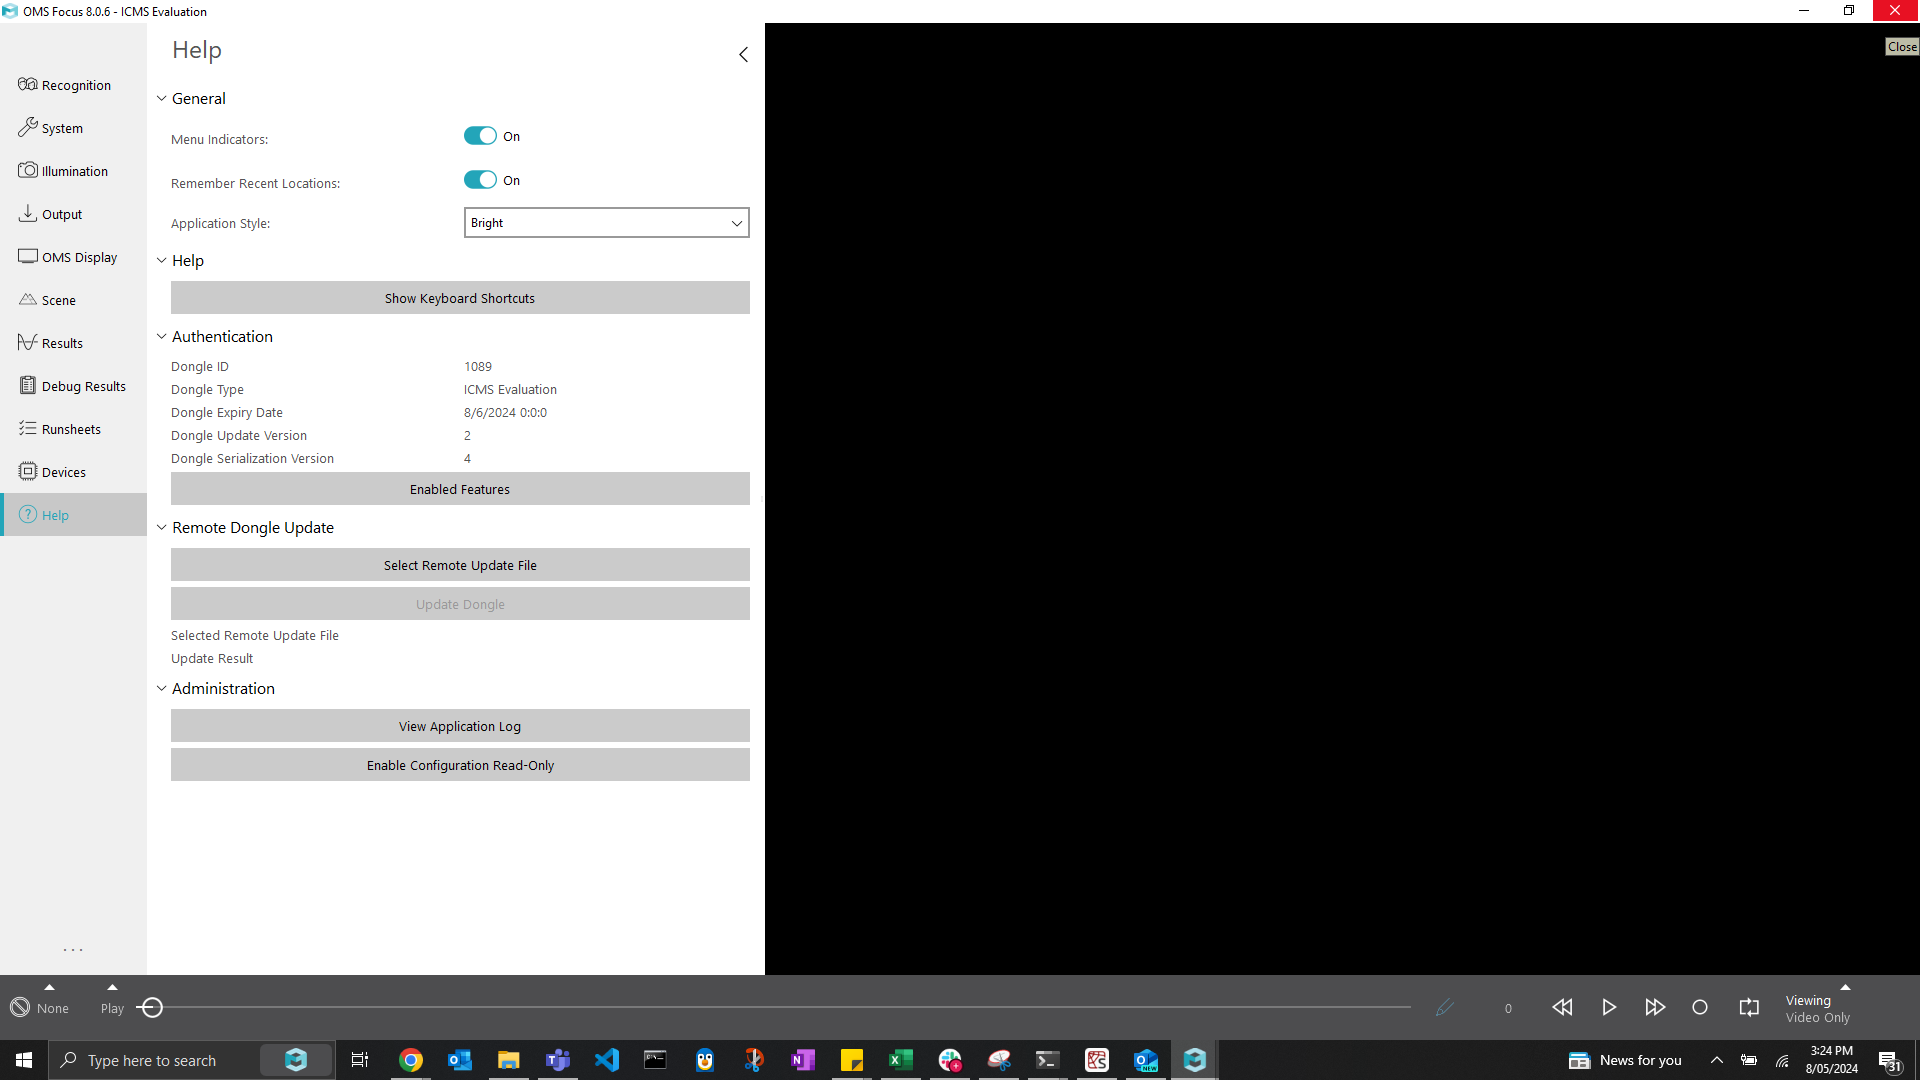 OMS Focus 8.0.6 - ICMS Evaluation
Close
Recognition
System
Illumination
Output
OMS Display
Scene
Results
Debug Results
Runsheets
Devices
Help
...
Help
General
Menu Indicators: On
Remember Recent Locations: On
Application Style: Bright
Help
Show Keyboard Shortcuts
Authentication
Dongle ID 1089
Dongle Type ICMS Evaluation
Dongle Expiry Date 8/6/2024 0:0:0
Dongle Update Version 2
Dongle Serialization Version 4
Enabled Features
Remote Dongle Update
Select Remote Update File
Update Dongle
Selected Remote Update File
Update Result
Administration
View Application Log
Enable Configuration Read-Only
None
Play
0
Viewing
Video Only
Type here to search
News for you
3:24 PM
8/05/2024
31
NEW